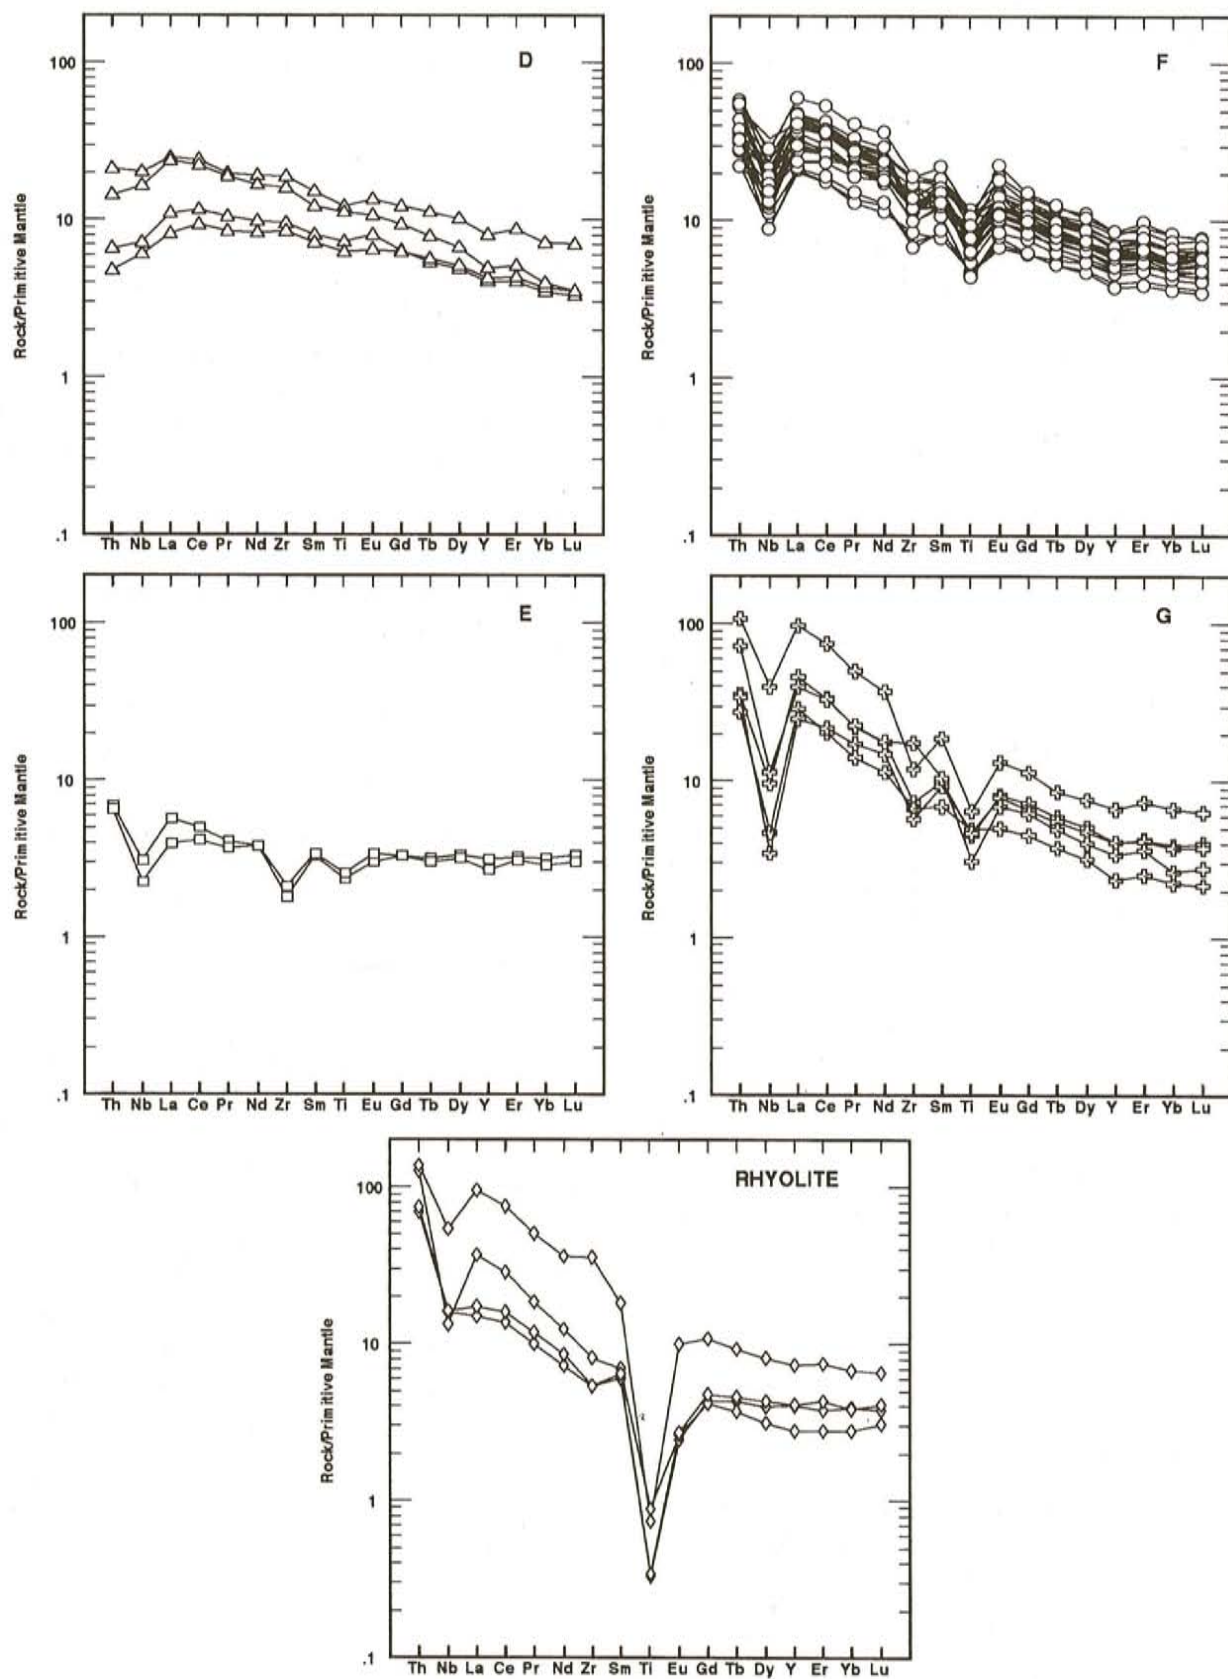 D
100
10
1
.1
Rock/Primitive Mantle
Th Nb La Ce Pr Nd Zr Sm Ti Eu Gd Tb Dy Y Er Yb Lu
F
100
10
1
.1
Rock/Primitive Mantle
Th Nb La Ce Pr Nd Zr Sm Ti Eu Gd Tb Dy Y Er Yb Lu
E
100
10
1
.1
Rock/Primitive Mantle
Th Nb La Ce Pr Nd Zr Sm Ti Eu Gd Tb Dy Y Er Yb Lu
G
100
10
1
.1
Rock/Primitive Mantle
Th Nb La Ce Pr Nd Zr Sm Ti Eu Gd Tb Dy Y Er Yb Lu
RHYOLITE
100
10
1
.1
Rock/Primitive Mantle
Th Nb La Ce Pr Nd Zr Sm Ti Eu Gd Tb Dy Y Er Yb Lu